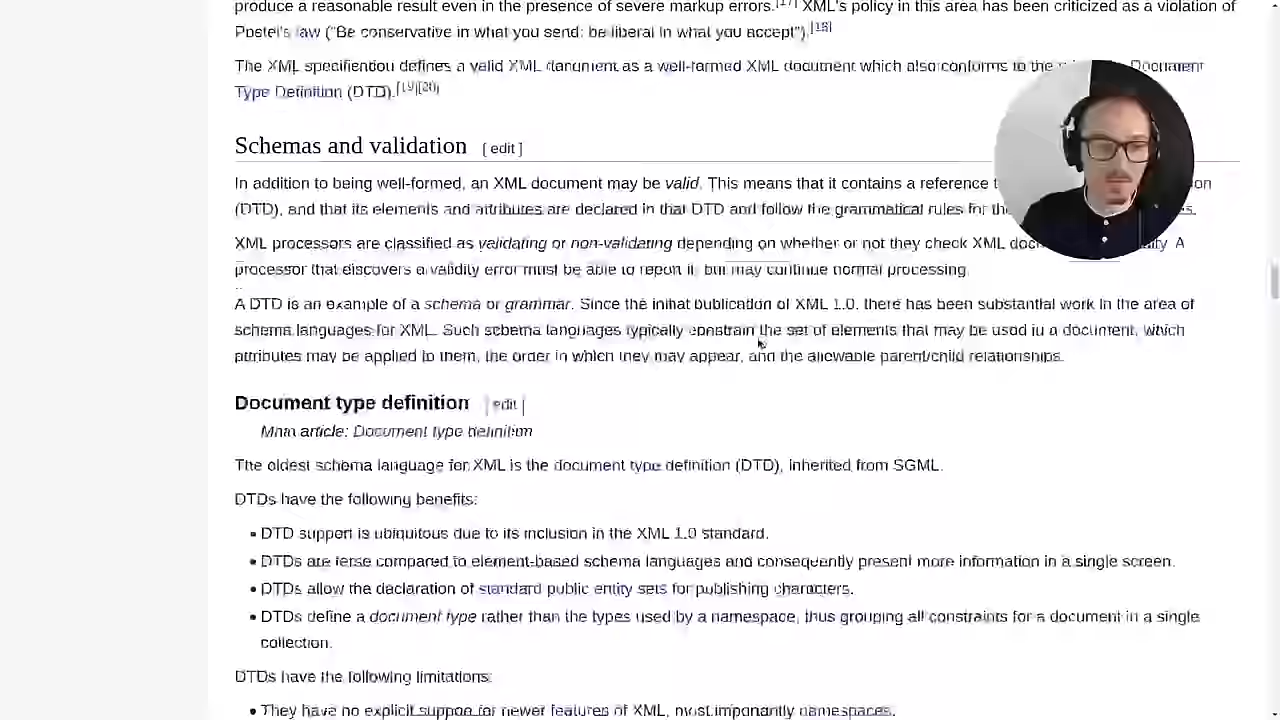 produce a reasonable result even in the presence of severe markup errors.[17] XML's policy in this area has been criticized as a violation of
Postel's law ("Be conservative in what you send; be liberal in what you accept").[18]
The XML specification defines a valid XML document as a well-formed XML document which also conforms to the Document
Type Definition (DTD).[19][20]
Schemas and validation [ edit ]
In addition to being well-formed, an XML document may be valid. This means that it contains a reference
(DTD), and that its elements and attributes are declared in that DTD and follow the grammatical rules for
XML processors are classified as validating or non-validating depending on whether or not they check XML A
processor that discovers a validity error must be able to report it, but may continue normal processing.
A DTD is an example of a schema or grammar. Since the initial publication of XML 1.0, there has been substantial work in the area of
schema languages for XML. Such schema languages typically constrain the set of elements that may be used in a document, which
attributes may be applied to them, the order in which they may appear, and the allowable parent/child relationships.
Document type definition [ edit ]
Main article: Document type definition
The oldest schema language for XML is the document type definition (DTD), inherited from SGML.
DTDs have the following benefits:
• DTD support is ubiquitous due to its inclusion in the XML 1.0 standard.
• DTDs are terse compared to element-based schema languages and consequently present more information in a single screen.
• DTDs allow the declaration of standard public entity sets for publishing characters.
• DTDs define a document type rather than the types used by a namespace, thus grouping all constraints for a document in a single
collection.
DTDs have the following limitations:
• They have no explicit support for newer features of XML, most importantly namespaces.